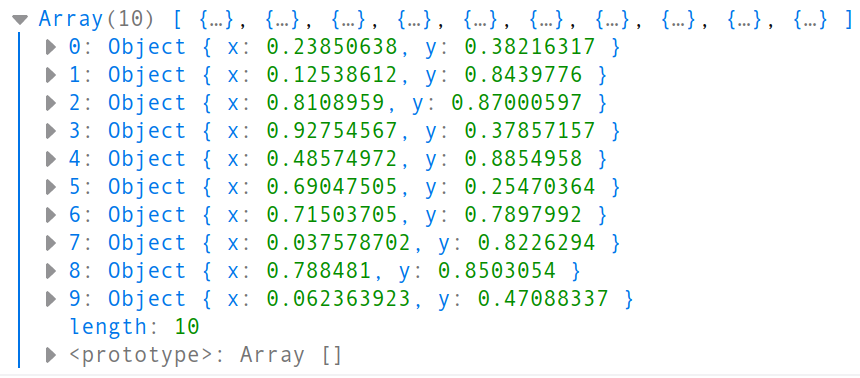 Array(10) [ {…}, {…}, {…}, {…}, {…}, {…}, {…}, {…}, {…}, {…} ]
0: Object { x: 0.23850638, y: 0.38216317 }
1: Object { x: 0.12538612, y: 0.8439776 }
2: Object { x: 0.8108959, y: 0.87000597 }
3: Object { x: 0.92754567, y: 0.37857157 }
4: Object { x: 0.48574972, y: 0.8854958 }
5: Object { x: 0.69047505, y: 0.25470364 }
6: Object { x: 0.71503705, y: 0.7897992 }
7: Object { x: 0.037578702, y: 0.8226294 }
8: Object { x: 0.788481, y: 0.8503054 }
9: Object { x: 0.062363923, y: 0.47088337 }
length: 10
<prototype>: Array []